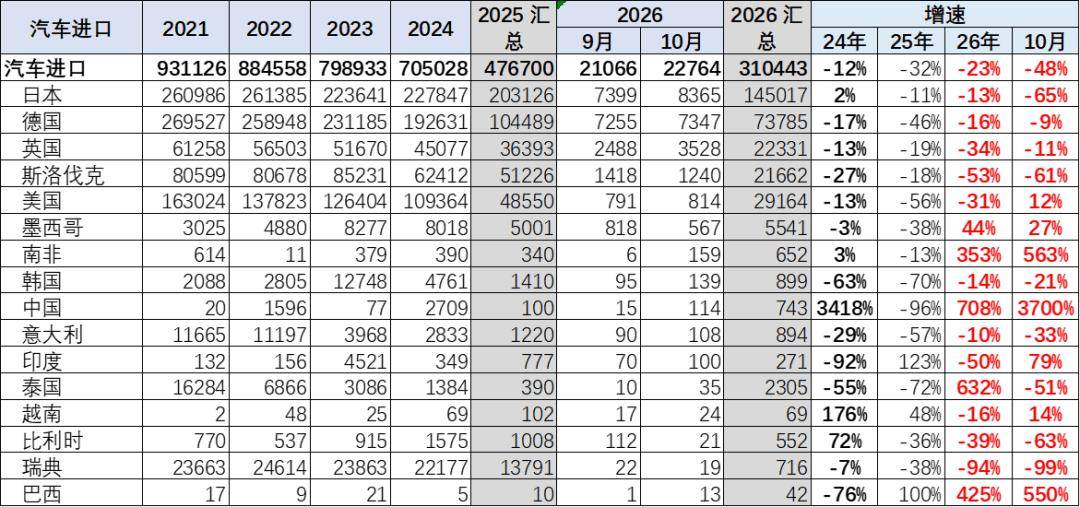 汽车进口 2021 2022 2023 2024 2025 汇总 2026 2026 汇总 增速
9月 10月 24年 25年 26年 10月
汽车进口 931126 884558 798933 705028 476700 21066 22764 310443 -12% -32% -23% -48%
日本 260986 261385 223641 227847 203126 7399 8365 145017 2% -11% -13% -65%
德国 269527 258948 231185 192631 104489 7255 7347 73785 -17% -46% -16% -9%
英国 61258 56503 51670 45077 36393 2488 3528 22331 -13% -19% -34% -11%
斯洛伐克 80599 80678 85231 62412 51226 1418 1240 21662 -27% -18% -53% -61%
美国 163024 137823 126404 109364 48550 791 814 29164 -13% -56% -31% 12%
墨西哥 3025 4880 8277 8018 5001 818 567 5541 -3% -38% 44% 27%
南非 614 11 379 390 340 6 159 652 3% -13% 353% 563%
韩国 2088 2805 12748 4761 1410 95 139 899 -63% -70% -14% -21%
中国 20 1596 77 2709 100 15 114 743 3418% -96% 708% 3700%
意大利 11665 11197 3968 2833 1220 90 108 894 -29% -57% -10% -33%
印度 132 156 4521 349 777 70 100 271 -92% 123% -50% 79%
泰国 16284 6866 3086 1384 390 10 35 2305 -55% -72% 632% -51%
越南 2 48 25 69 102 17 24 69 176% 48% -16% 14%
比利时 770 537 915 1575 1008 112 21 552 72% -36% -39% -63%
瑞典 23663 24614 23863 22177 13791 22 19 716 -7% -38% -94% -99%
巴西 17 9 21 5 10 1 13 42 -76% 100% 425% 550%